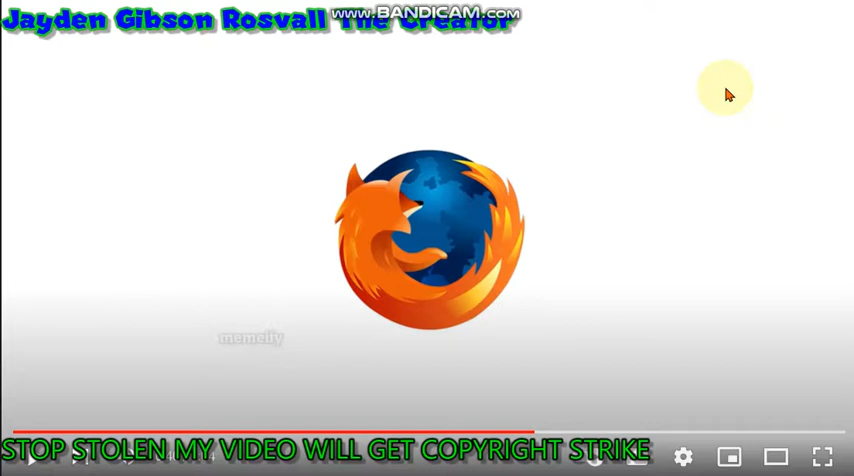 Jayden Gibson Rosvall The Creator
www.BANDICAM.com
memeify
STOP STOLEN MY VIDEO WILL GET COPYRIGHT STRIKE